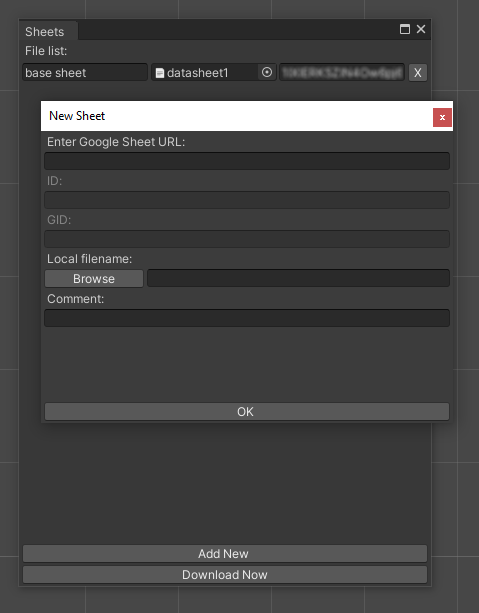 Sheets
File list:
base sheet datasheet1 X
New Sheet x
Enter Google Sheet URL:
ID:
GID:
Local filename:
Browse
Comment:
OK
Add New
Download Now